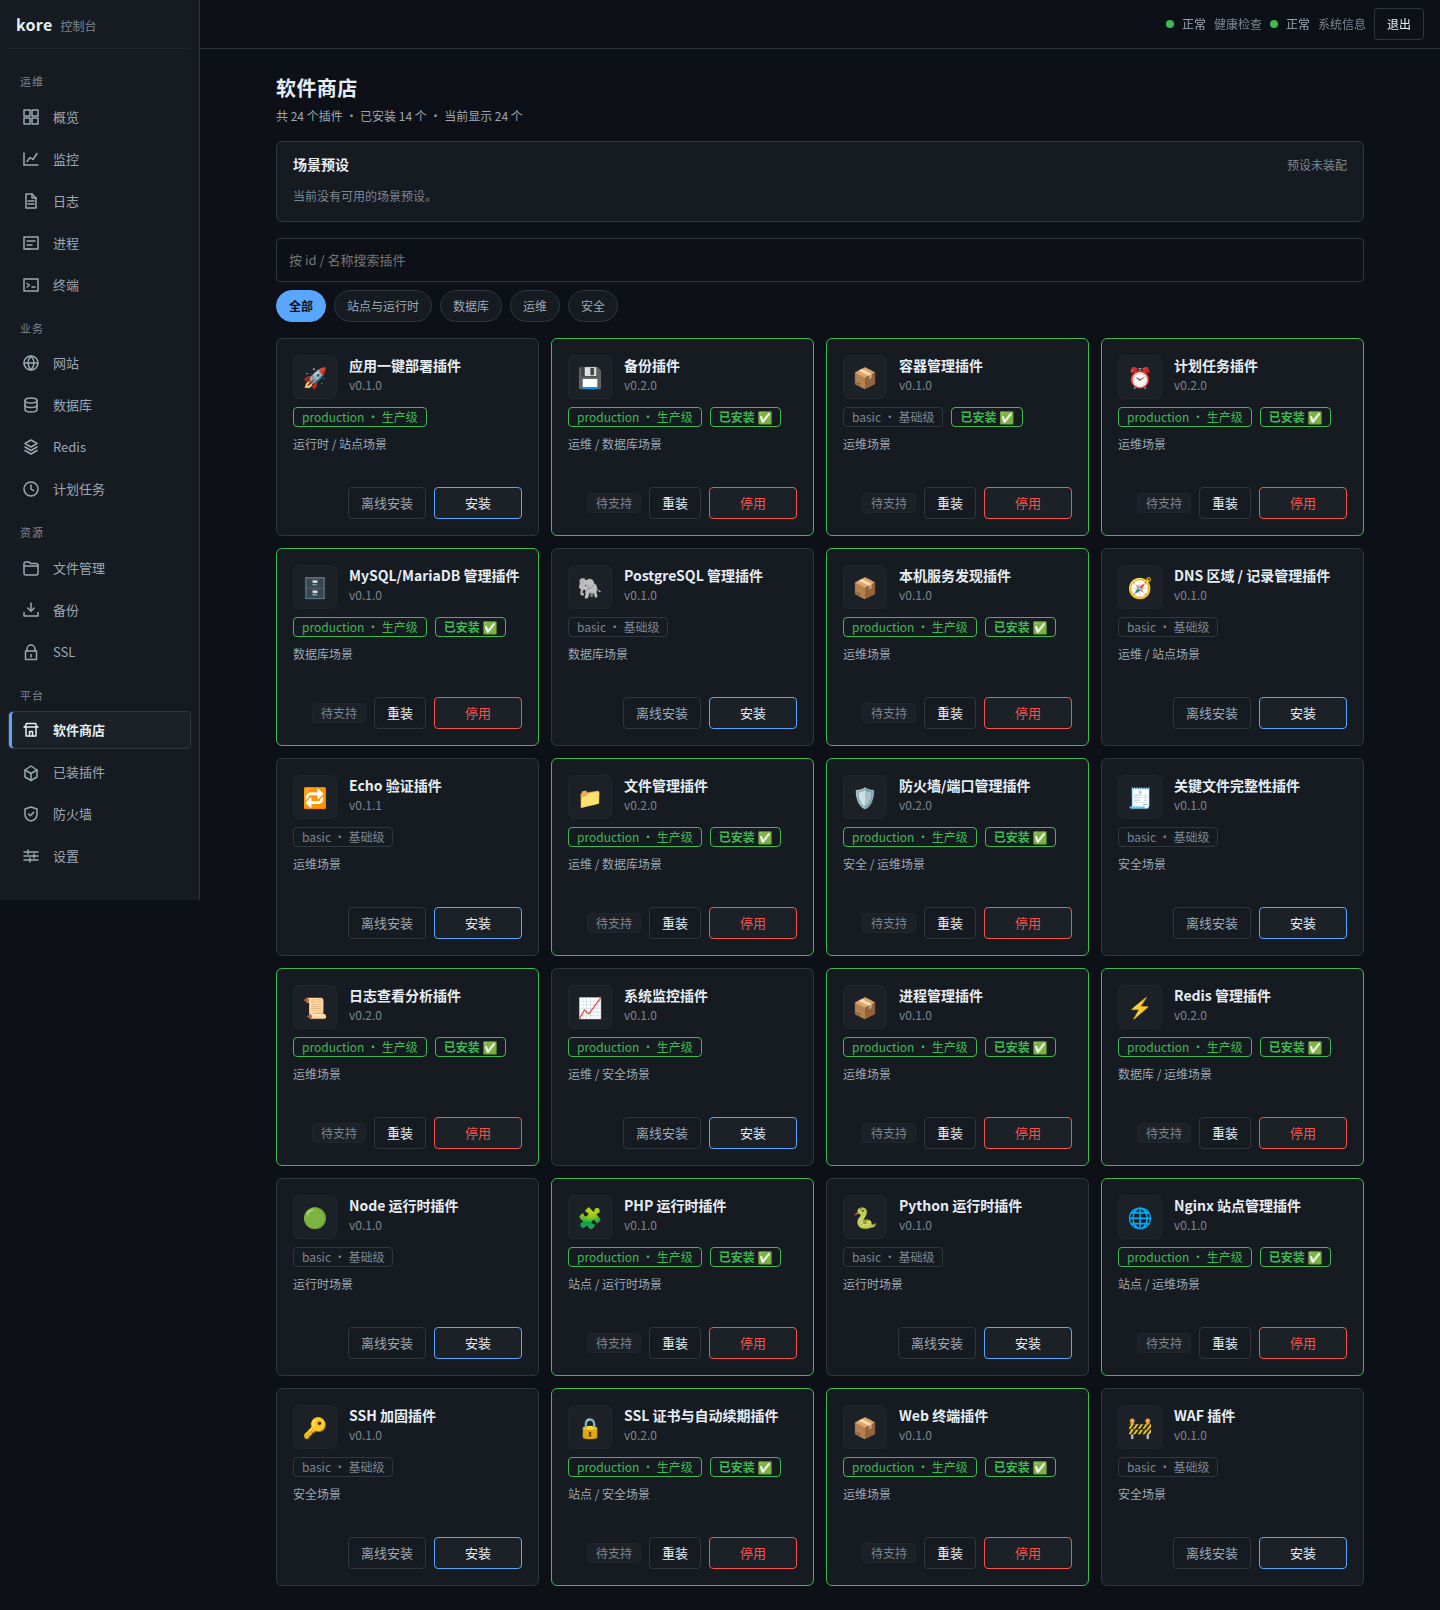 kore 控制台
正常 健康检查 正常 系统信息 退出
运维
概览
监控
日志
进程
终端
业务
网站
数据库
Redis
计划任务
资源
文件管理
备份
SSL
平台
软件商店
已装插件
防火墙
设置
软件商店
共 24 个插件 · 已安装 14 个 · 当前显示 24 个
场景预设 预设未装配
当前没有可用的场景预设。
按 id / 名称搜索插件
全部 站点与运行时 数据库 运维 安全
应用一键部署插件
v0.1.0
production · 生产级
运行时 / 站点场景
离线安装 安装
备份插件
v0.2.0
production · 生产级 已安装 ✅
运维 / 数据库场景
待支持 重装 停用
容器管理插件
v0.1.0
basic · 基础级 已安装 ✅
运维场景
待支持 重装 停用
计划任务插件
v0.2.0
production · 生产级 已安装 ✅
运维场景
待支持 重装 停用
MySQL/MariaDB 管理插件
v0.1.0
production · 生产级 已安装 ✅
数据库场景
待支持 重装 停用
PostgreSQL 管理插件
v0.1.0
basic · 基础级
数据库场景
离线安装 安装
本机服务发现插件
v0.1.0
production · 生产级 已安装 ✅
运维场景
待支持 重装 停用
DNS 区域 / 记录管理插件
v0.1.0
basic · 基础级
运维 / 站点场景
离线安装 安装
Echo 验证插件
v0.1.1
basic · 基础级
运维场景
离线安装 安装
文件管理插件
v0.2.0
production · 生产级 已安装 ✅
运维 / 数据库场景
待支持 重装 停用
防火墙/端口管理插件
v0.2.0
production · 生产级 已安装 ✅
安全 / 运维场景
待支持 重装 停用
关键文件完整性插件
v0.1.0
basic · 基础级
安全场景
离线安装 安装
日志查看分析插件
v0.2.0
production · 生产级 已安装 ✅
运维场景
待支持 重装 停用
系统监控插件
v0.1.0
production · 生产级
运维 / 安全场景
离线安装 安装
进程管理插件
v0.1.0
production · 生产级 已安装 ✅
运维场景
待支持 重装 停用
Redis 管理插件
v0.2.0
production · 生产级 已安装 ✅
数据库 / 运维场景
待支持 重装 停用
Node 运行时插件
v0.1.0
basic · 基础级
运行时场景
离线安装 安装
PHP 运行时插件
v0.1.0
production · 生产级 已安装 ✅
站点 / 运行时场景
待支持 重装 停用
Python 运行时插件
v0.1.0
basic · 基础级
运行时场景
离线安装 安装
Nginx 站点管理插件
v0.1.0
production · 生产级 已安装 ✅
站点 / 运维场景
待支持 重装 停用
SSH 加固插件
v0.1.0
basic · 基础级
安全场景
离线安装 安装
SSL 证书与自动续期插件
v0.2.0
production · 生产级 已安装 ✅
站点 / 安全场景
待支持 重装 停用
Web 终端插件
v0.1.0
production · 生产级 已安装 ✅
运维场景
待支持 重装 停用
WAF 插件
v0.1.0
basic · 基础级
安全场景
离线安装 安装